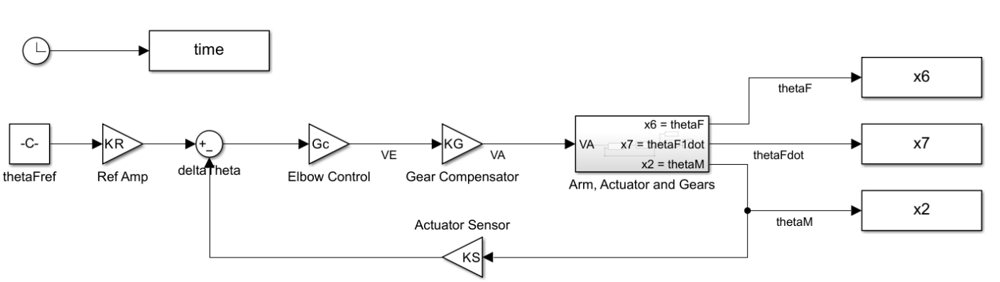 time
x6
thetaF
-C-
KR
+
_
Gc
KG
VA
x6 = thetaF
x7 = thetaF1dot
x2 = thetaM
x7
VE
VA
thetaFdot
thetaFref
Ref Amp
deltaTheta
Elbow Control
Gear Compensator
Arm, Actuator and Gears
x2
thetaM
Actuator Sensor
KS